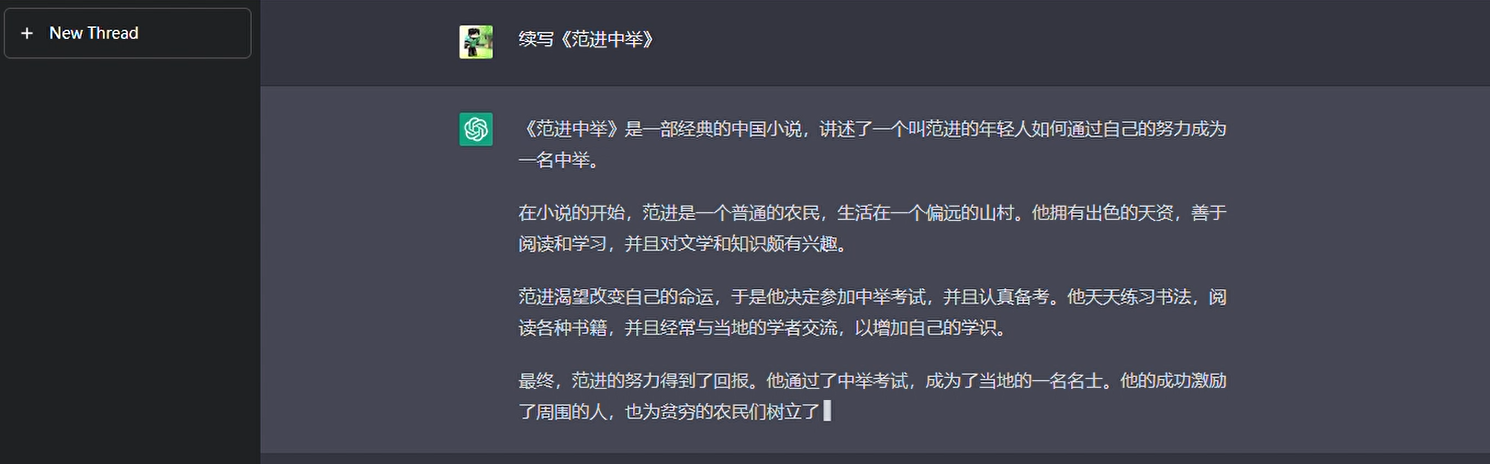 + New Thread
续写《范进中举》
《范进中举》是一部经典的中国小说，讲述了一个叫范进的年轻人如何通过自己的努力成为
一名中举。
在小说的开始，范进是一个普通的农民，生活在一个偏远的山村。他拥有出色的天资，善于
阅读和学习，并且对文学和知识颇有兴趣。
范进渴望改变自己的命运，于是他决定参加中举考试，并且认真备考。他天天练习书法，阅
读各种书籍，并且经常与当地的学者交流，以增加自己的学识。
最终，范进的努力得到了回报。他通过了中举考试，成为了当地的一名名士。他的成功激励
了周围的人，也为贫穷的农民们树立了